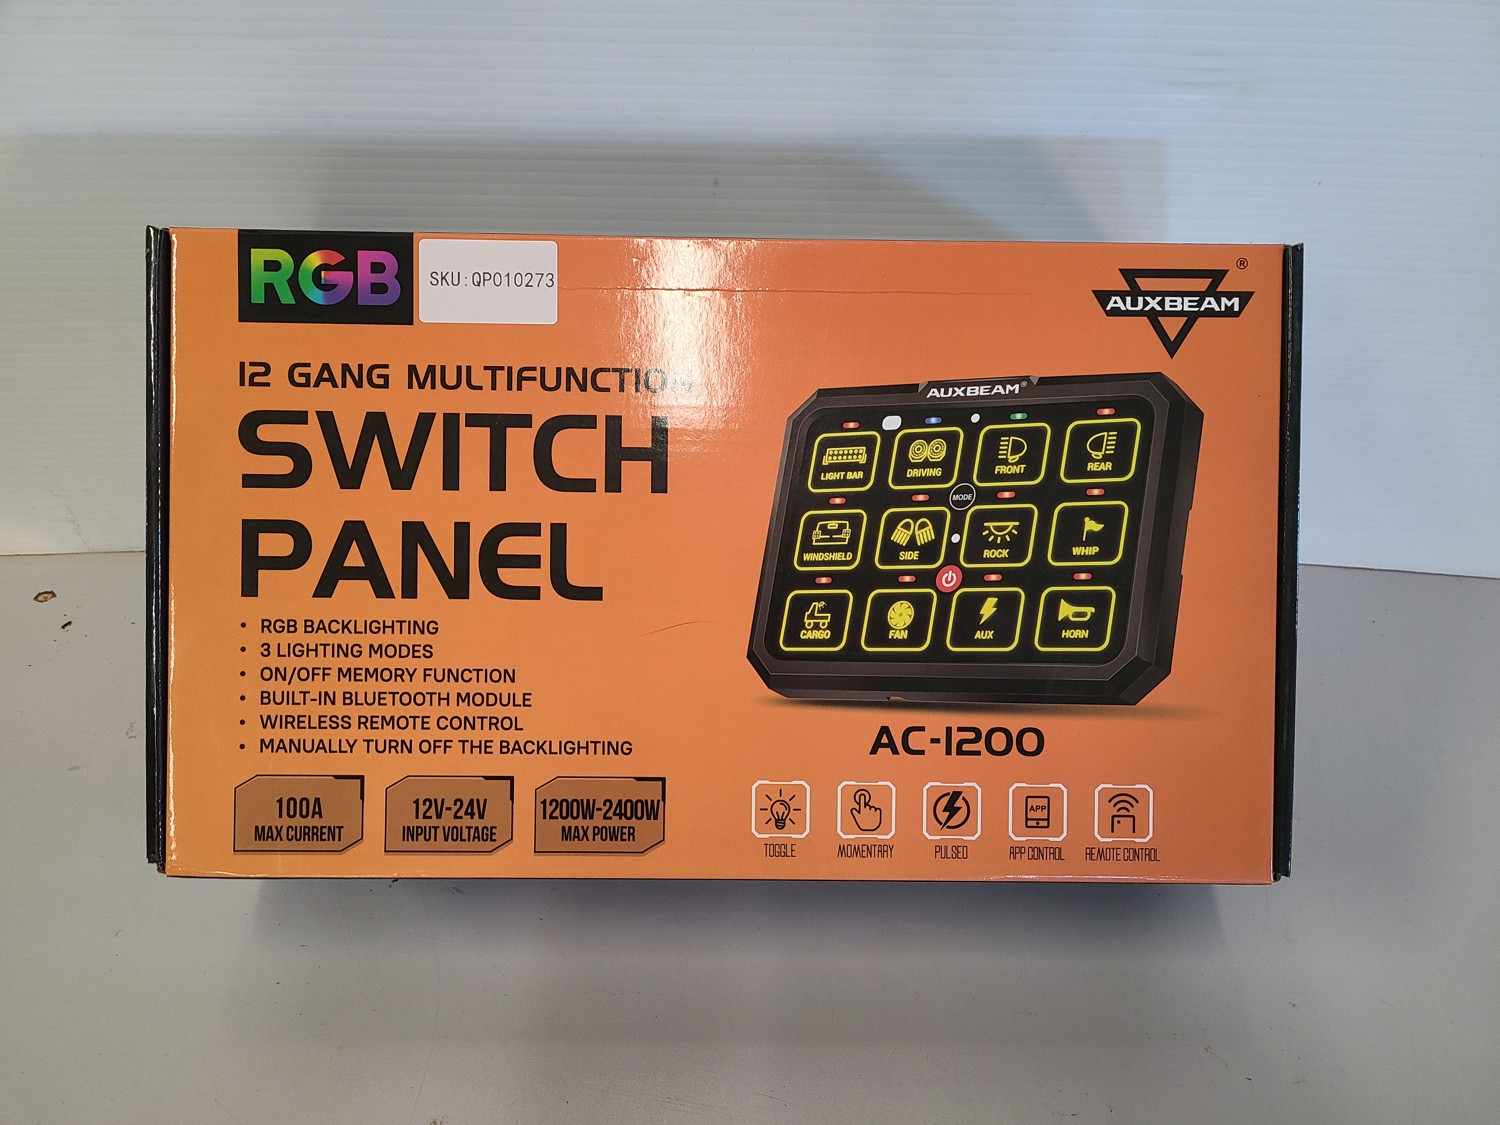 RGB
SKU:QP010273
AUXBEAM®
12 GANG MULTIFUNCTION
SWITCH
PANEL
• RGB BACKLIGHTING
• 3 LIGHTING MODES
• ON/OFF MEMORY FUNCTION
• BUILT-IN BLUETOOTH MODULE
• WIRELESS REMOTE CONTROL
• MANUALLY TURN OFF THE BACKLIGHTING
100A
MAX CURRENT
12V-24V
INPUT VOLTAGE
1200W-2400W
MAX POWER
AUXBEAM®
LIGHT BAR
DRIVING
FRONT
REAR
MODE
WINDSHIELD
SIDE
ROCK
WHIP
CARGO
FAN
AUX
HORN
AC-1200
APP
TOGGLE
MOMENTARY
PULSED
APP CONTROL
REMOTE CONTROL